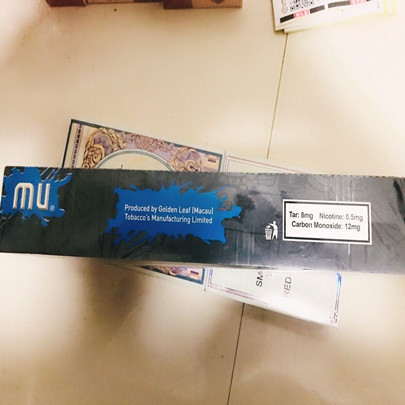 mu®
Produced by Golden Leaf (Macau)
Tobacco's Manufacturing Limited
Tar: 8mg Nicotine: 0.5mg
Carbon Monoxide: 12mg